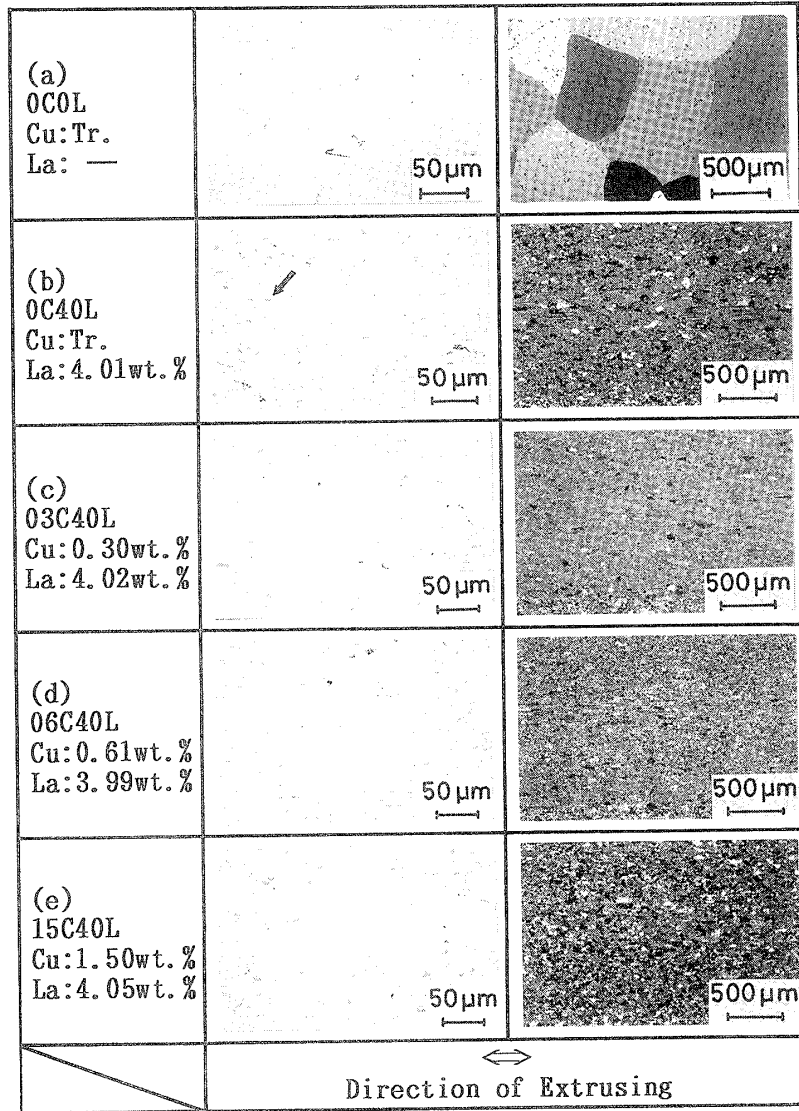 (a)
0C0L
Cu:Tr.
La: —
50μm
500μm
(b)
0C40L
Cu:Tr.
La:4.01wt.%
50μm
500μm
(c)
03C40L
Cu:0.30wt.%
La:4.02wt.%
50μm
500μm
(d)
06C40L
Cu:0.61wt.%
La:3.99wt.%
50μm
500μm
(e)
15C40L
Cu:1.50wt.%
La:4.05wt.%
50μm
500μm
Direction of Extrusing